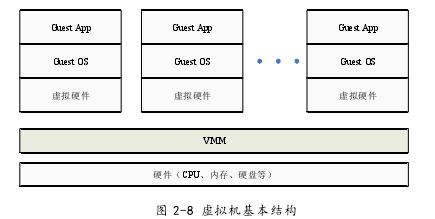 Guest App Guest App Guest App
Guest OS Guest OS • • • Guest OS
虚拟硬件 虚拟硬件 虚拟硬件
VMM
硬件（CPU、内存、硬盘等）
图 2-8 虚拟机基本结构